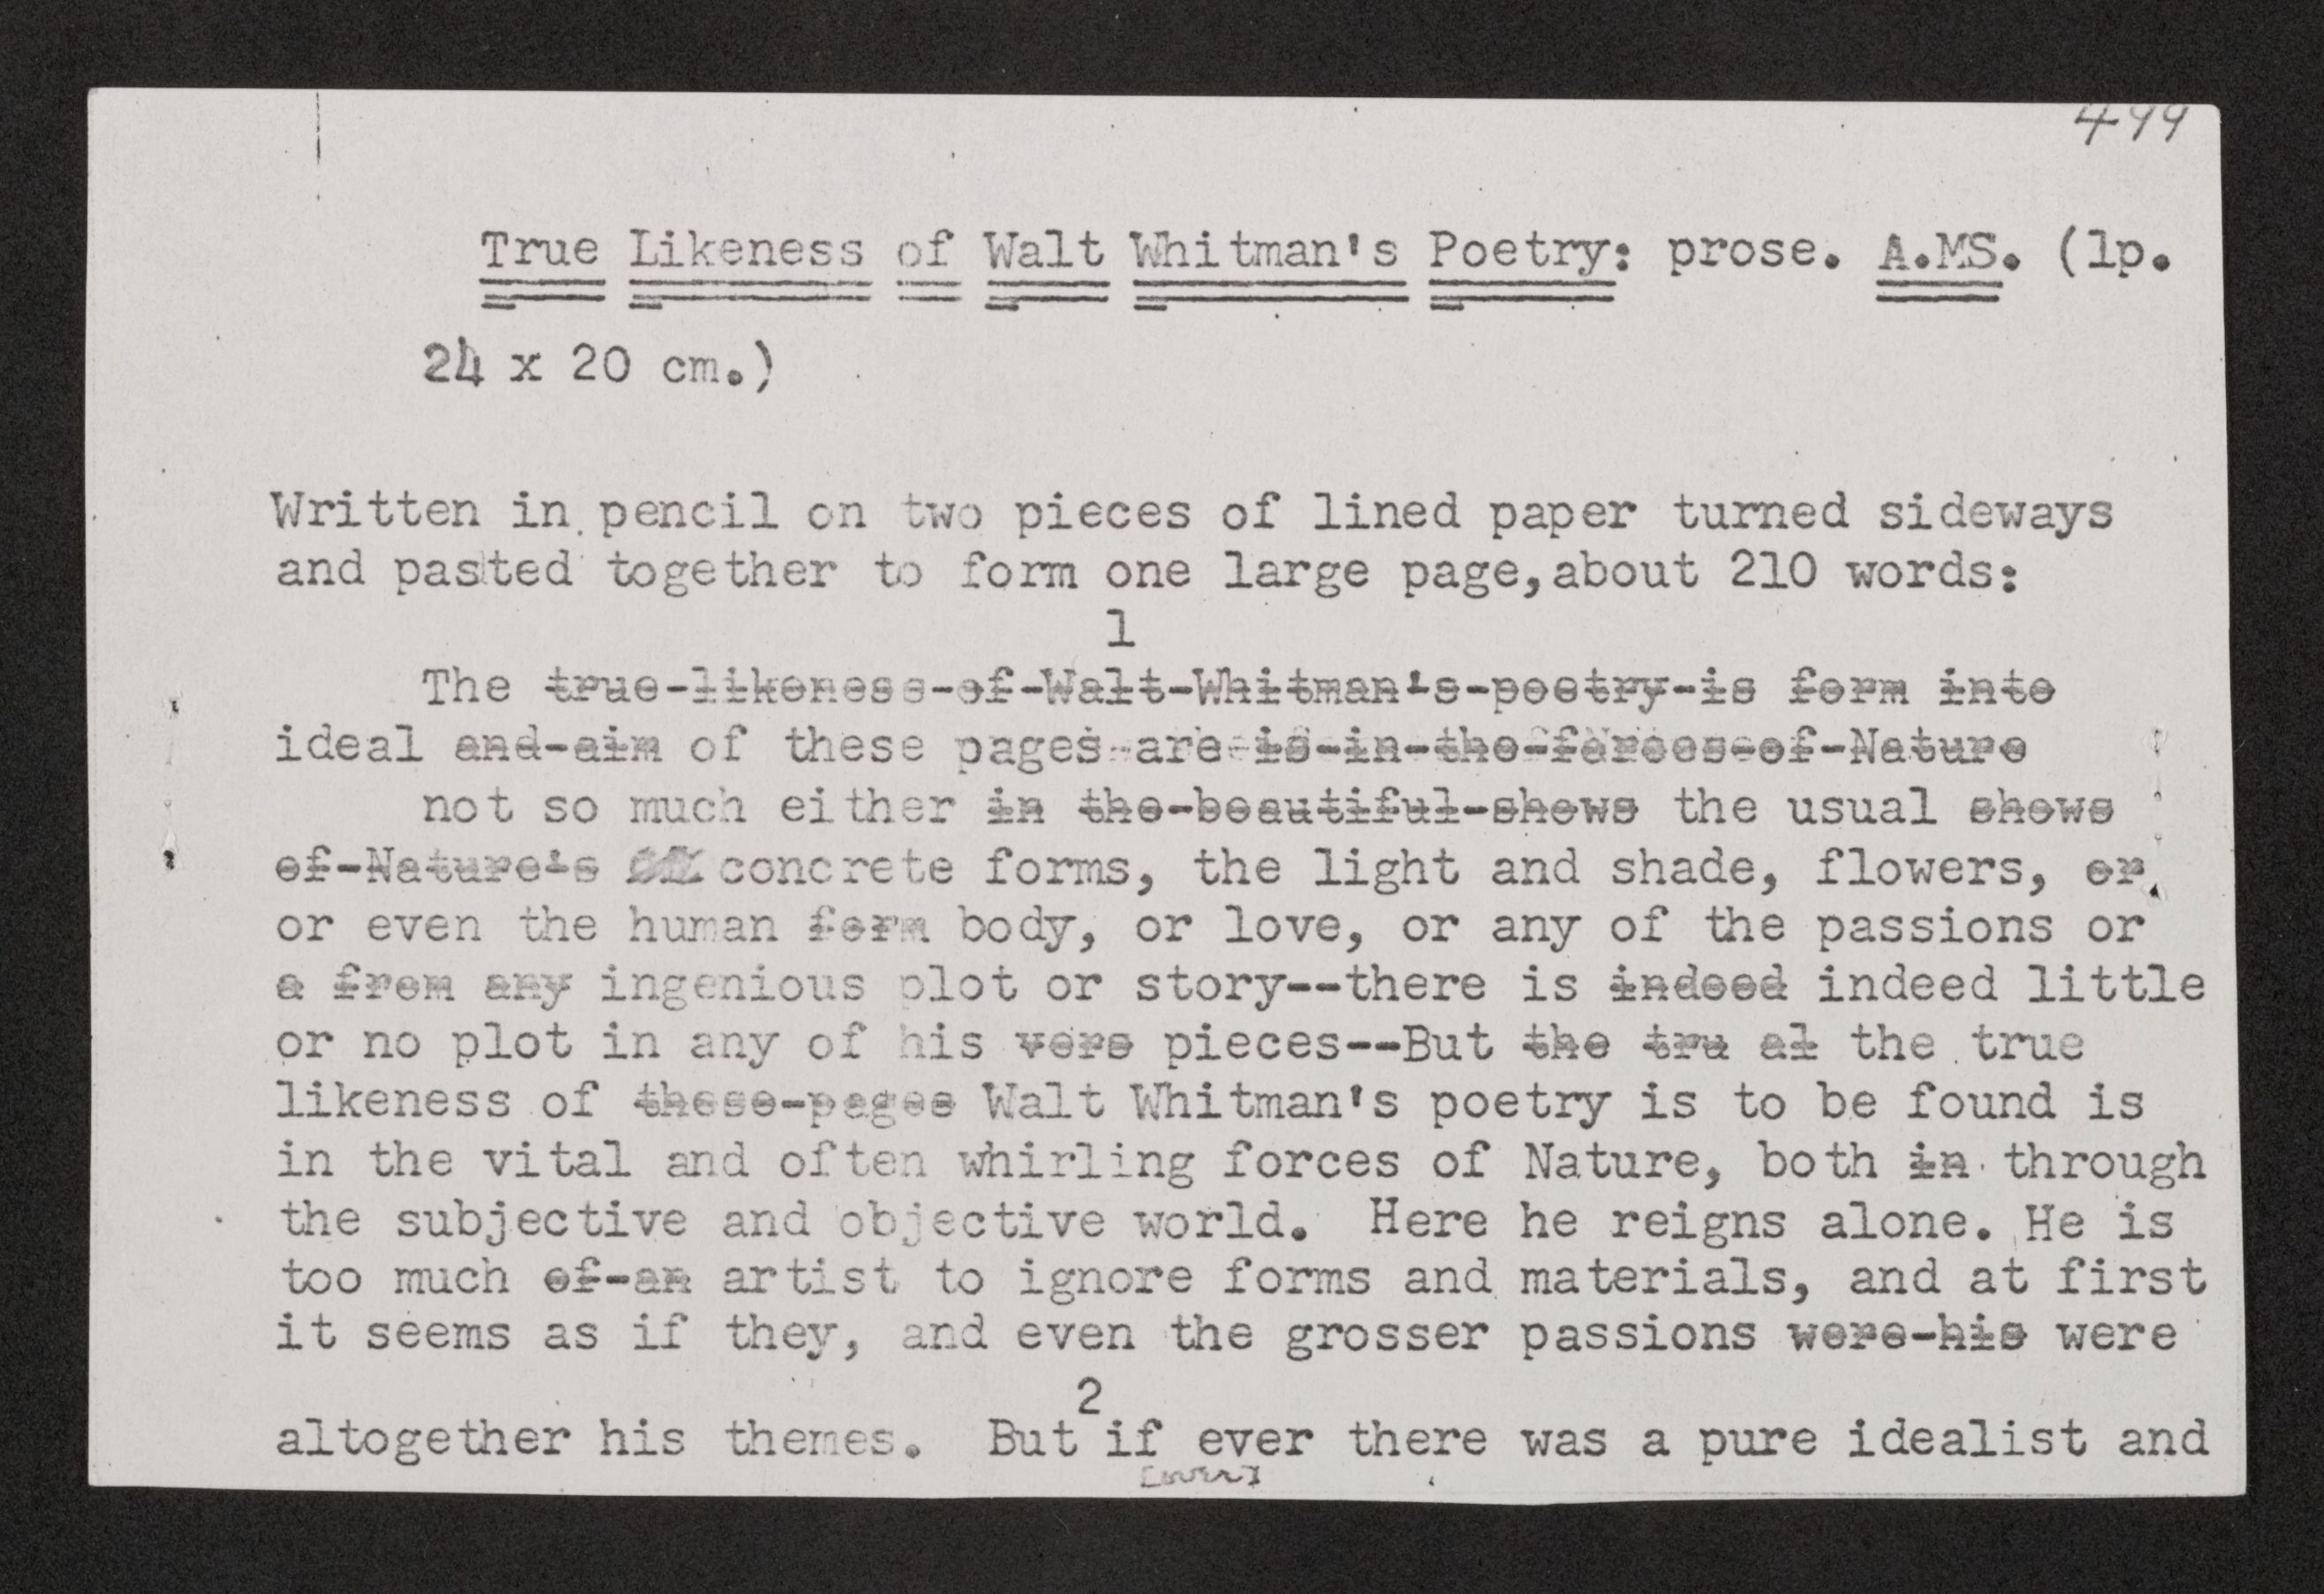 499
True Likeness of Walt Whitman's Poetry: prose. A.MS. (1p.
24 x 20 cm.)
Written in pencil on two pieces of lined paper turned sideways
and pasted together to form one large page,about 210 words:
1
The true-likeness-of-Walt-Whitman's-poetry-is form into
ideal and-aim of these pages-are-is-in-the-forces-of-Nature
not so much either in the-beautiful-shows the usual shows
of-Nature's concrete forms, the light and shade, flowers, or
or even the human form body, or love, or any of the passions or
a from any ingenious plot or story--there is indeed indeed little
or no plot in any of his vers pieces--But the tru al the true
likeness of these-pages Walt Whitman's poetry is to be found is
in the vital and often whirling forces of Nature, both in through
the subjective and objective world. Here he reigns alone. He is
too much of-an artist to ignore forms and materials, and at first
it seems as if they, and even the grosser passions were-his were
2
altogether his themes. But if ever there was a pure idealist and
[over]